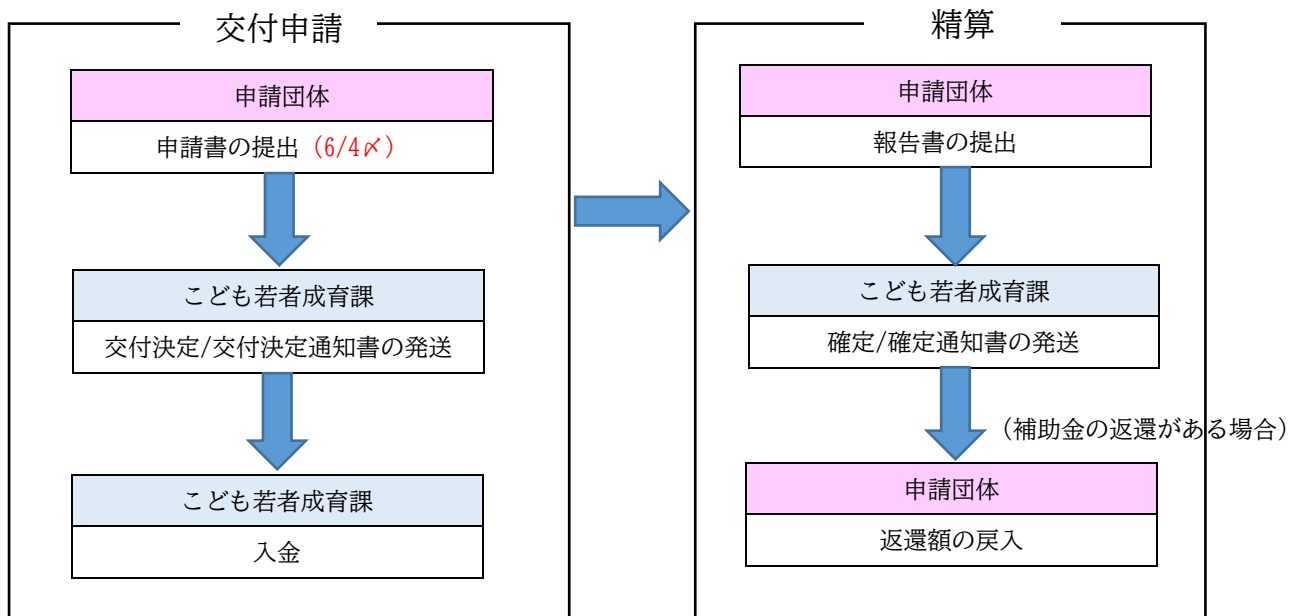 交付申請
申請団体
申請書の提出（6/4〆）
こども若者成育課
交付決定/交付決定通知書の発送
こども若者成育課
入金
精算
申請団体
報告書の提出
こども若者成育課
確定/確定通知書の発送
（補助金の返還がある場合）
申請団体
返還額の戻入